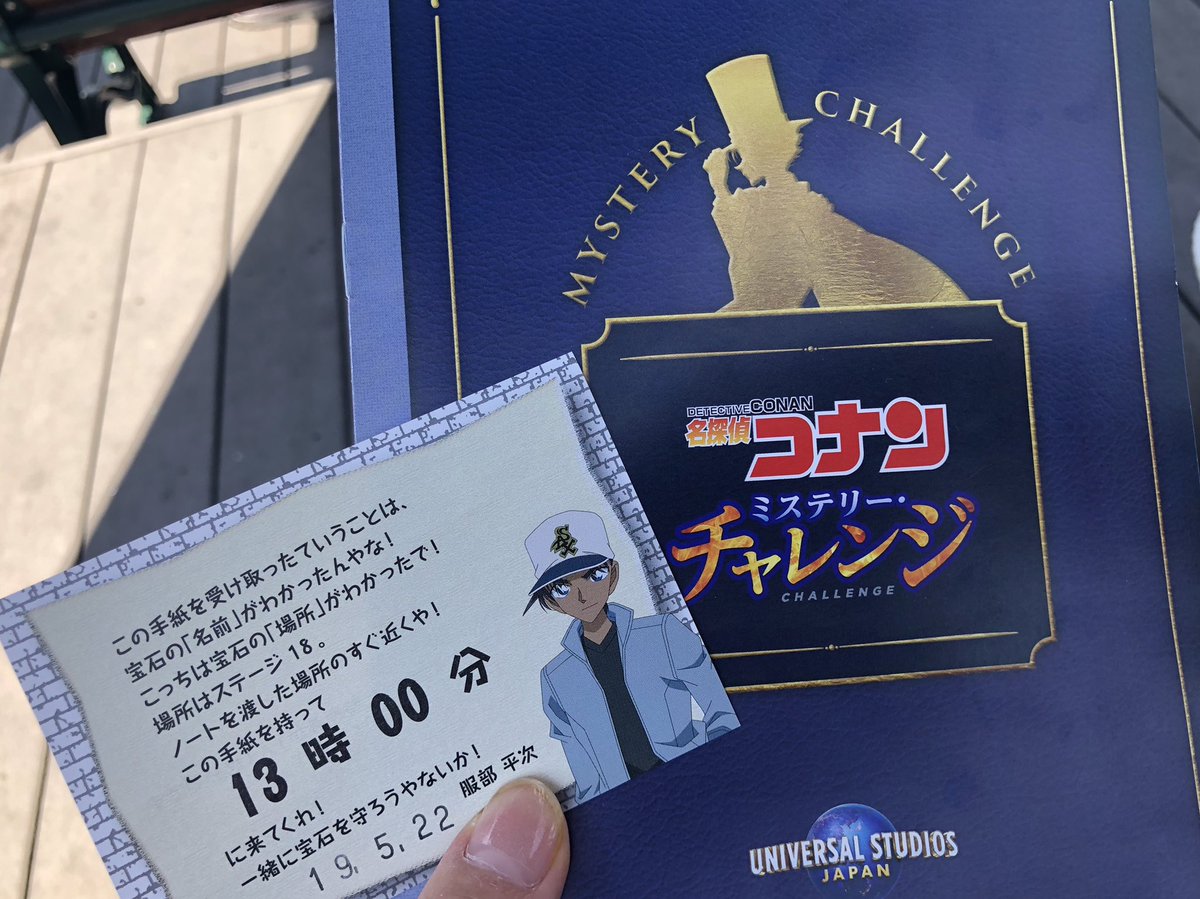 MYSTERY CHALLENGE
DETECTIVE CONAN
名探偵コナン
ミステリー・
チャレンジ
CHALLENGE
UNIVERSAL STUDIOS
JAPAN
この手紙を受け取ったていうことは、
宝石の「名前」がわかったんやな!
こっちは宝石の「場所」がわかったで!
場所はステージ18。
ノートを渡した場所のすぐ近くや!
この手紙を持って
13時00分
に来てくれ!
一緒に宝石を守ろうやないか!
服部 平次
19.5.22